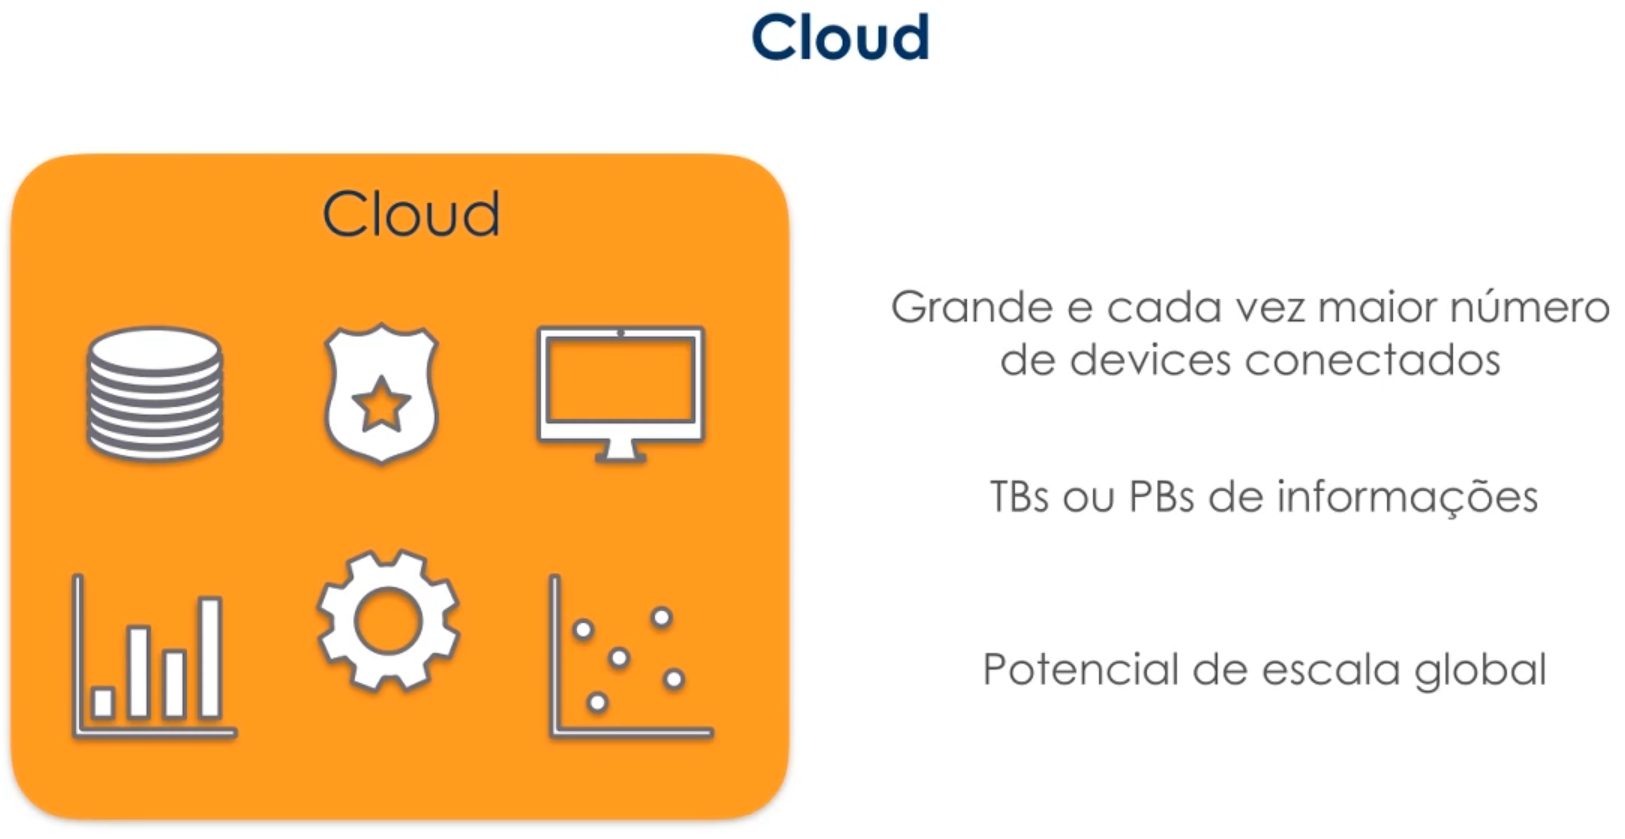 Cloud
Cloud
Grande e cada vez maior número
de devices conectados
TBs ou PBs de informações
Potencial de escala global